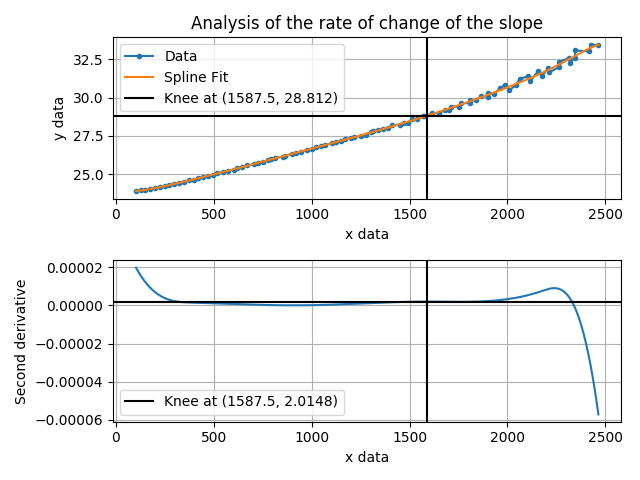 Analysis of the rate of change of the slope
y data
32.5
30.0
27.5
25.0
Data
Spline Fit
Knee at (1587.5, 28.812)
0 500 1000 1500 2000 2500
x data
Second derivative
0.00002
0.00000
−0.00002
−0.00004
−0.00006
Knee at (1587.5, 2.0148)
0 500 1000 1500 2000 2500
x data